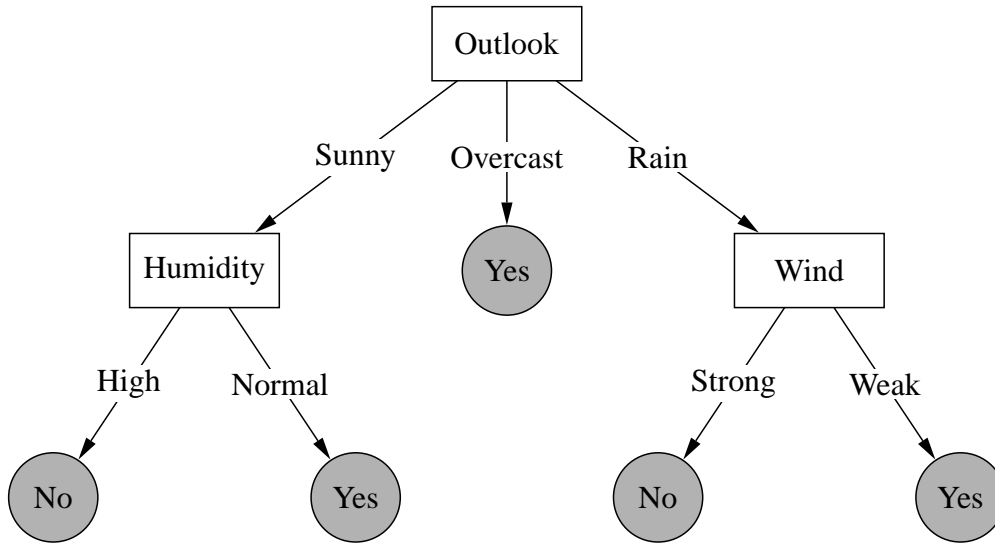 Outlook
Sunny Overcast Rain
Humidity Yes Wind
High Normal Strong Weak
No Yes No Yes